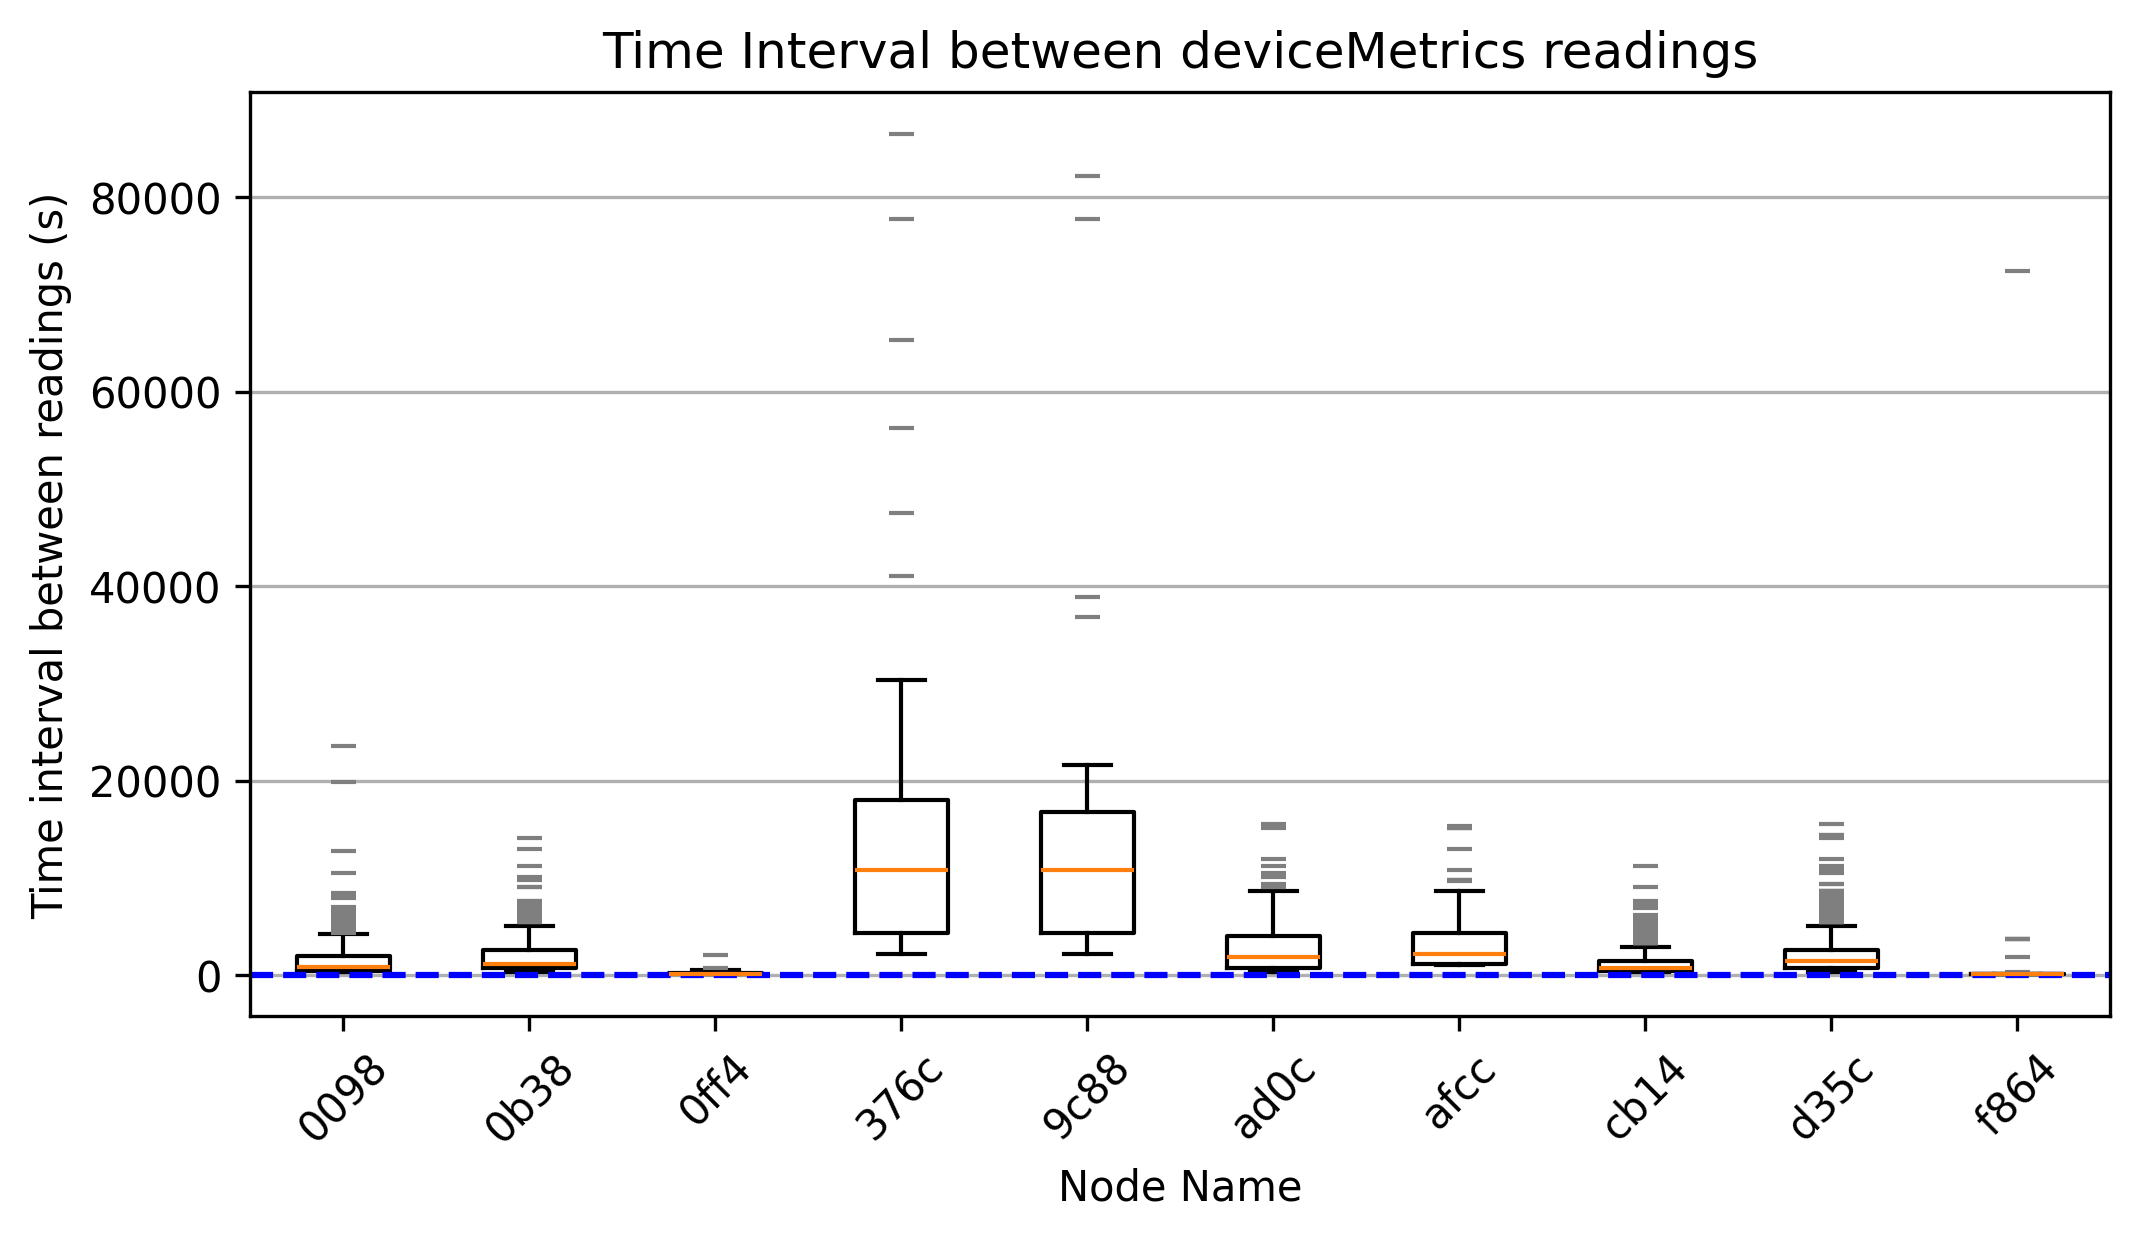 Time Interval between deviceMetrics readings
Time interval between readings (s)
80000
60000
40000
20000
0
0098
0b38
0ff4
376c
9c88
ad0c
afcc
cb14
d35c
f864
Node Name